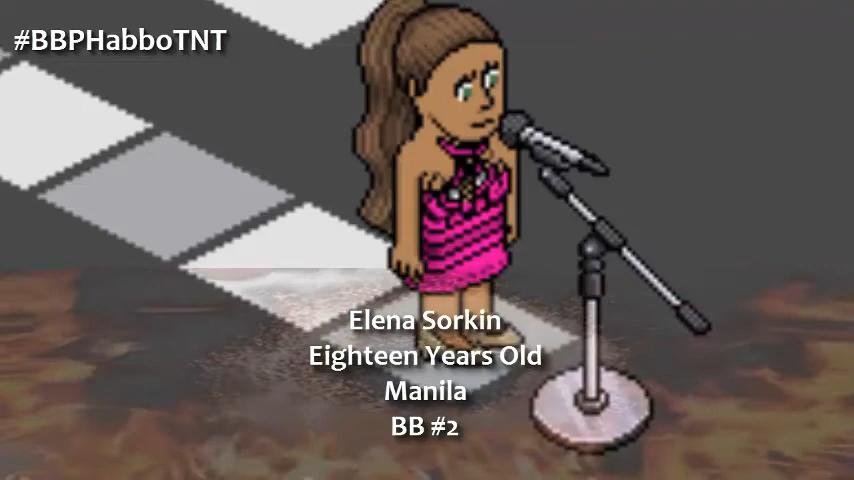 #BBPHabboTNT
Elena Sorkin
Eighteen Years Old
Manila
BB #2